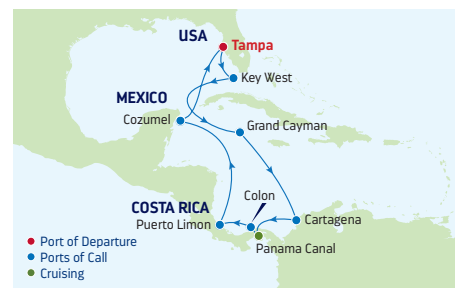 USA
Tampa
Key West
MEXICO
Cozumel
Grand Cayman
Colon
COSTA RICA
Puerto Limon
Cartagena
Panama Canal
Port of Departure
Ports of Call
Cruising